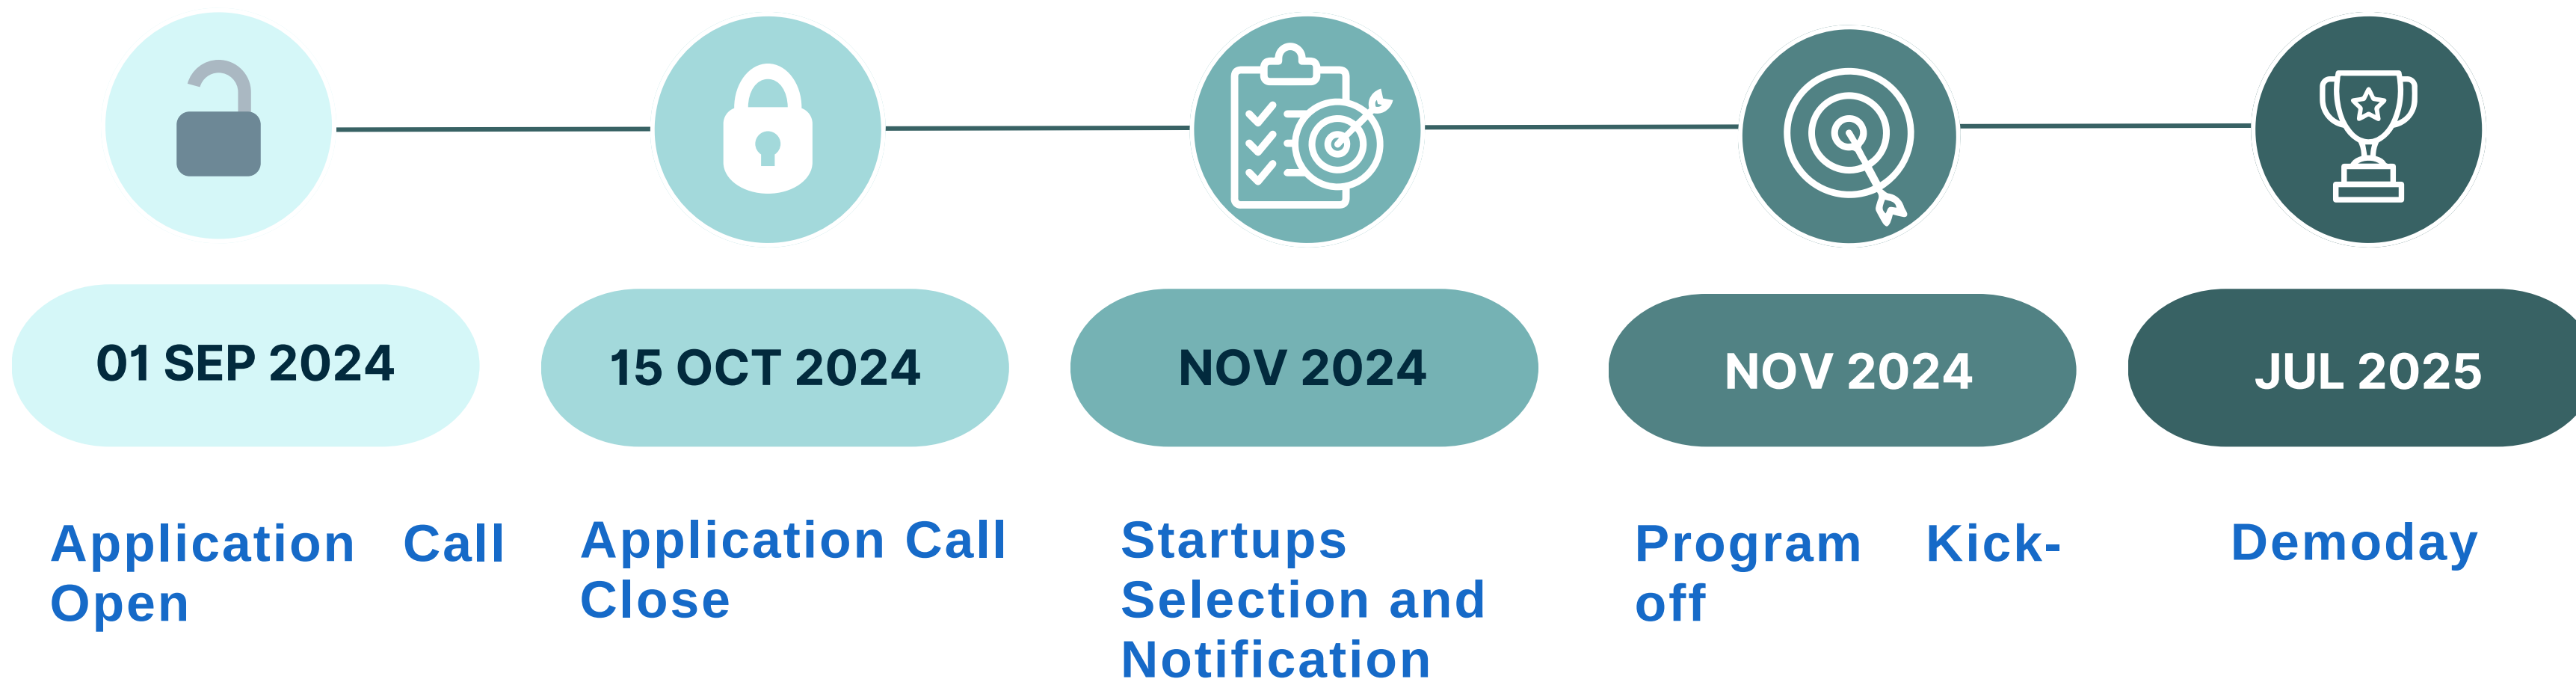 01 SEP 2024
15 OCT 2024
NOV 2024
NOV 2024
JUL 2025
Application Call
Open
Application Call
Close
Startups
Selection and
Notification
Program Kick-
off
Demoday